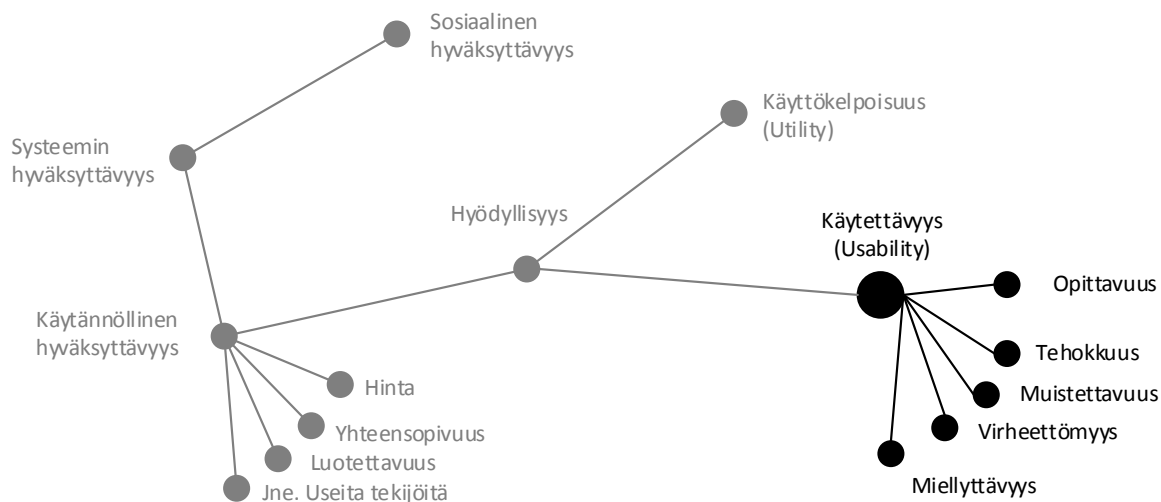 Sosiaalinen
hyväksyttävyys
Käyttökelpoisuus
(Utility)
Systeemin
hyväksyttävyys
Hyödyllisyys
Käytettävyys
(Usability)
Opittavuus
Käytännöllinen
hyväksyttävyys
Tehokkuus
Hinta
Muistettavuus
Yhteensopivuus
Virheettömyys
Luotettavuus
Miellyttävyys
Jne. Useita tekijöitä